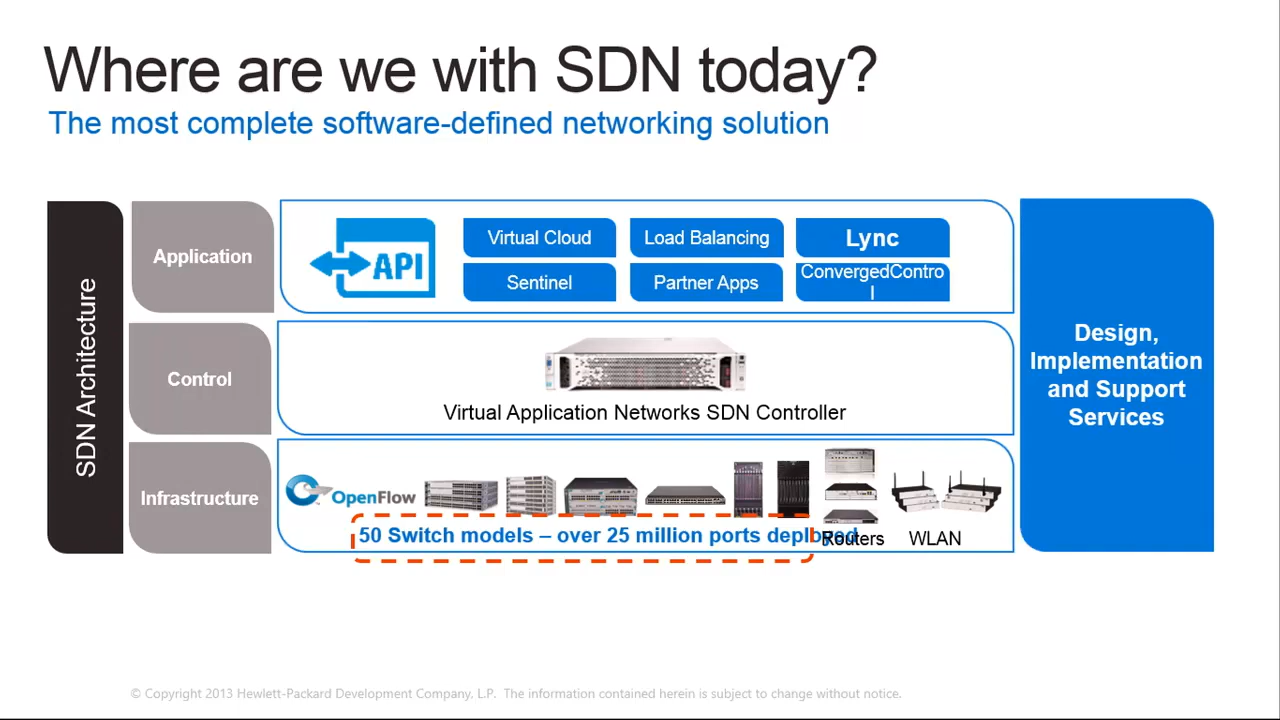 Where are we with SDN today?
The most complete software-defined networking solution
SDN Architecture
Application
API
Virtual Cloud
Load Balancing
Lync
Sentinel
Partner Apps
ConvergedContro
l
Control
Virtual Application Networks SDN Controller
Infrastructure
OpenFlow
50 Switch models – over 25 million ports deployed
Routers
WLAN
Design,
Implementation
and Support
Services
© Copyright 2013 Hewlett-Packard Development Company, L.P. The information contained herein is subject to change without notice.